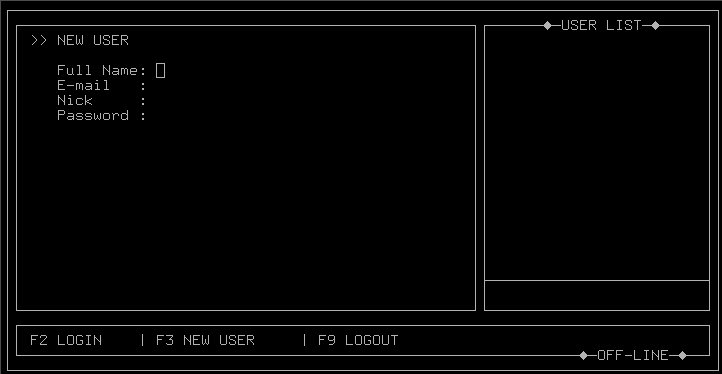 >> NEW USER
USER LIST
Full Name:
E-mail   :
Nick     :
Password :
F2 LOGIN    | F3 NEW USER     | F9 LOGOUT
OFF-LINE